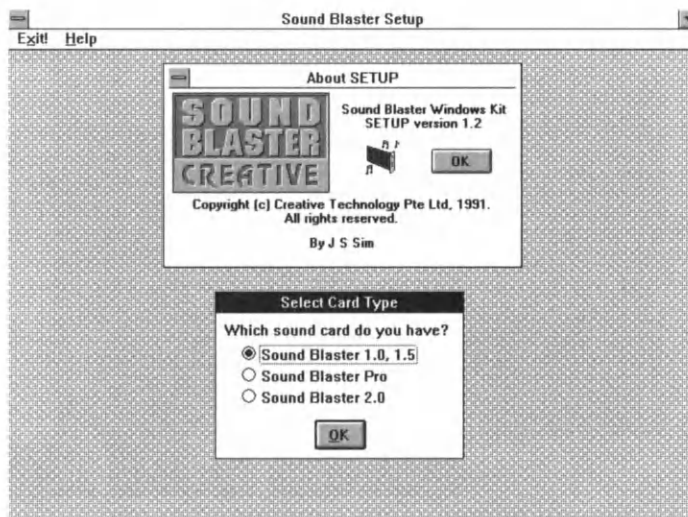 Sound Blaster Setup
Exit! Help
About SETUP
SOUND
BLASTER
CREATIVE
Sound Blaster Windows Kit
SETUP version 1.2
OK
Copyright (c) Creative Technology Pte Ltd, 1991.
All rights reserved.
By J S Sim
Select Card Type
Which sound card do you have?
Sound Blaster 1.0, 1.5
Sound Blaster Pro
Sound Blaster 2.0
OK